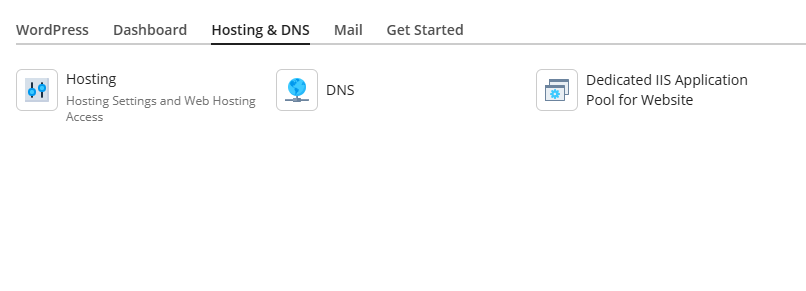 WordPress Dashboard Hosting & DNS Mail Get Started
Hosting
Hosting Settings and Web Hosting
Access
DNS
Dedicated IIS Application
Pool for Website